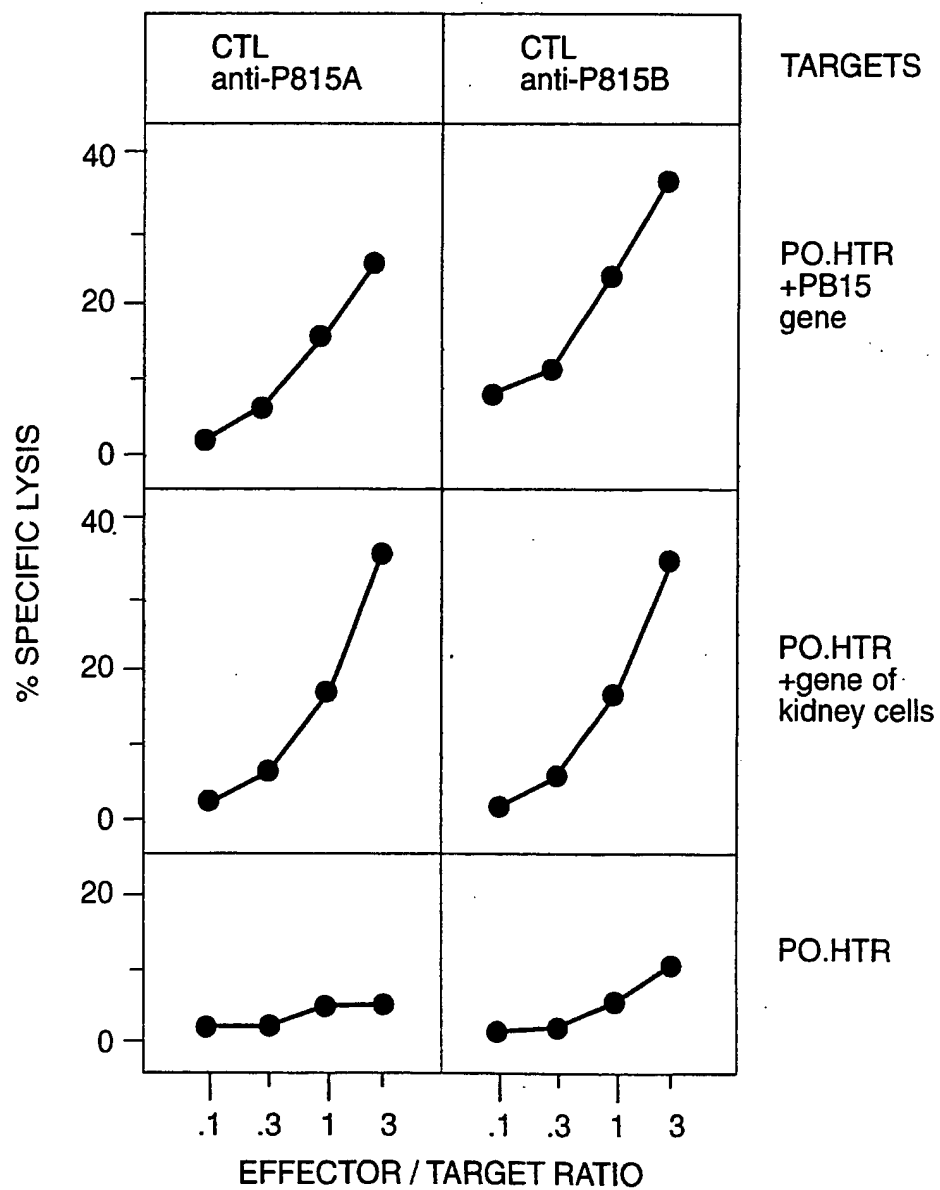 CTL
anti-P815A
CTL
anti-P815B
TARGETS
% SPECIFIC LYSIS
40
20
0
PO.HTR
+PB15
gene
40
20
0
PO.HTR
+gene of
kidney cells
20
0
PO.HTR
.1 .3 1 3 .1 .3 1 3
EFFECTOR / TARGET RATIO